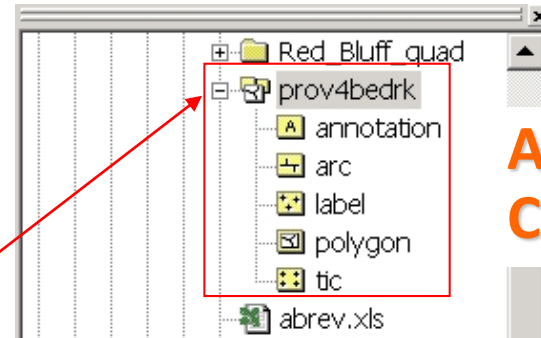 Red_Bluff_quad
prov4bedrk
annotation
A
arc
label
C
polygon
tic
abrev.xls